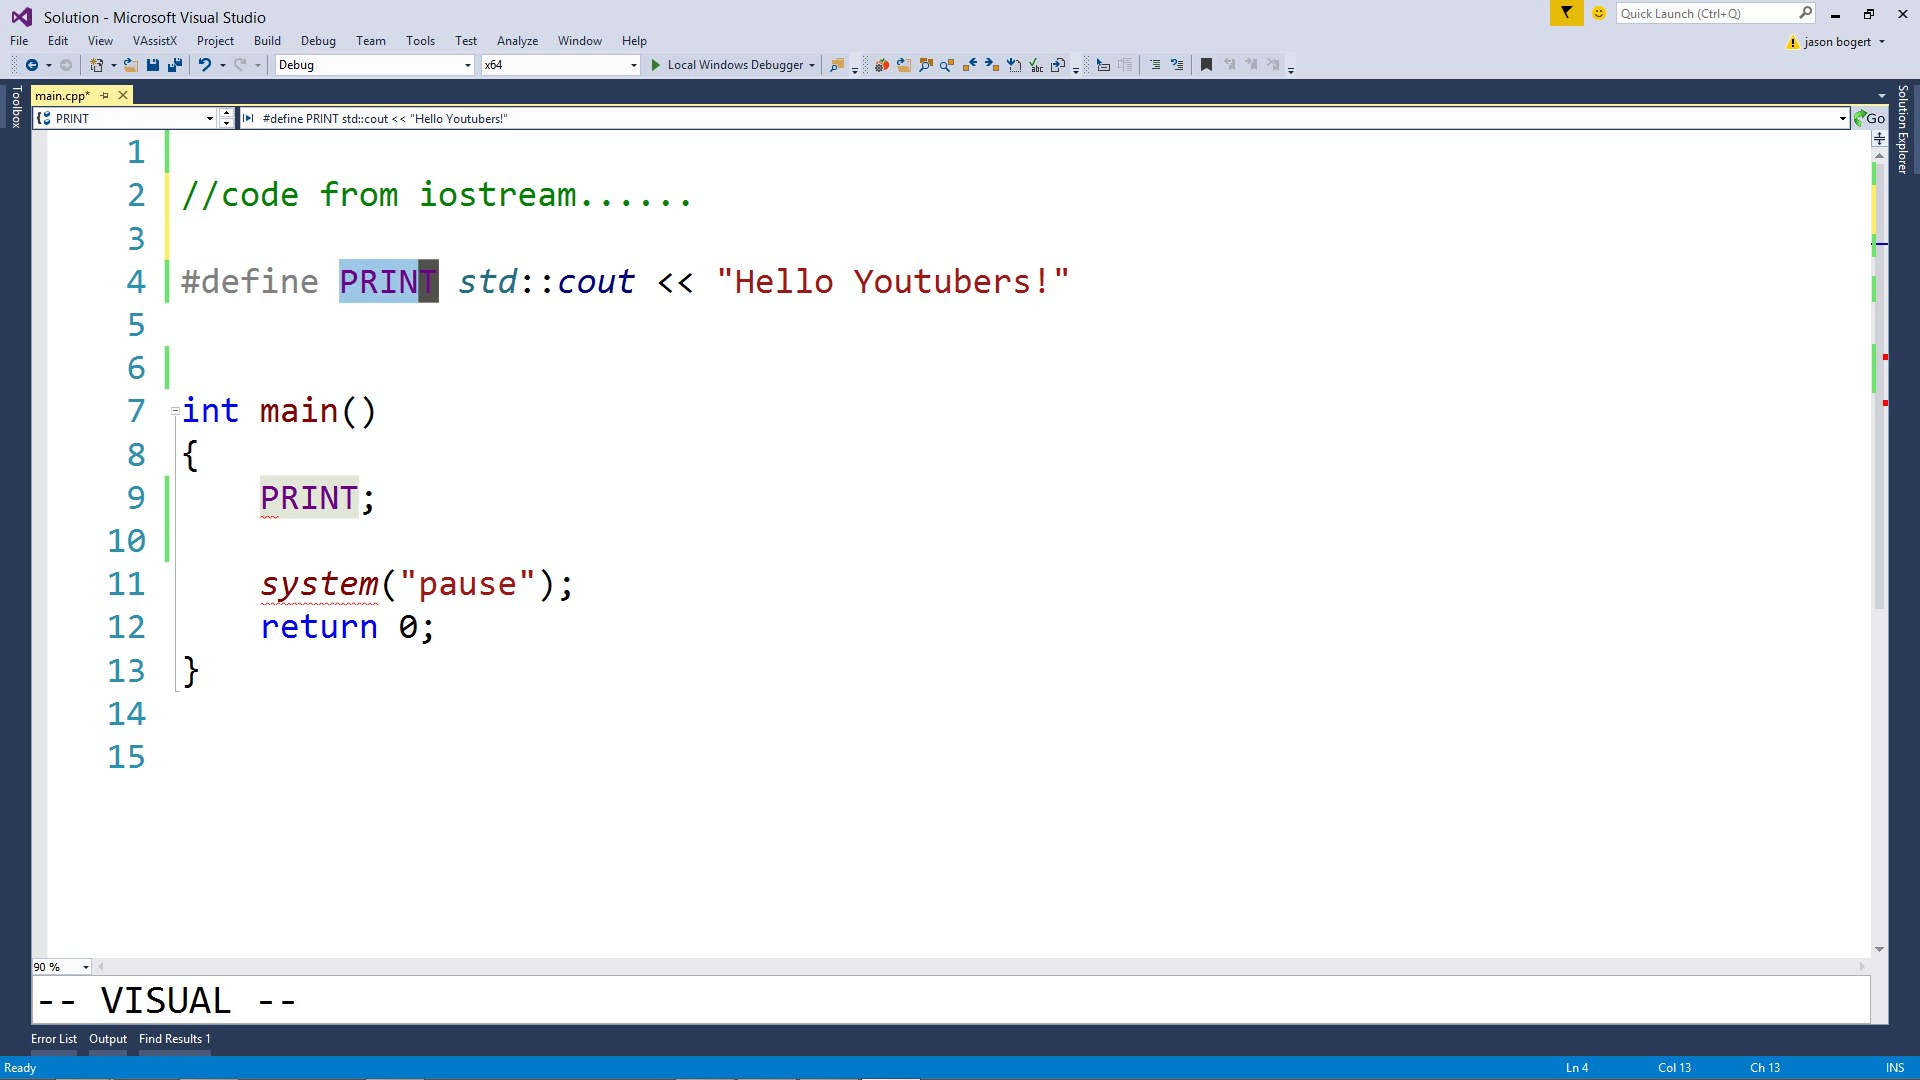 Solution - Microsoft Visual Studio
Quick Launch (Ctrl+Q)
File Edit View VAssistX Project Build Debug Team Tools Test Analyze Window Help
jason bogert
Debug x64 Local Windows Debugger
abc
Toolbox
main.cpp*
Solution Explorer
PRINT #define PRINT std::cout << "Hello Youtubers!" Go
1
2 //code from iostream......
3
4 #define PRINT std::cout << "Hello Youtubers!"
5
6
7 int main()
8 {
9 PRINT;
10
11 system("pause");
12 return 0;
13 }
14
15
90 %
-- VISUAL --
Error List Output Find Results 1
Ready Ln 4 Col 13 Ch 13 INS